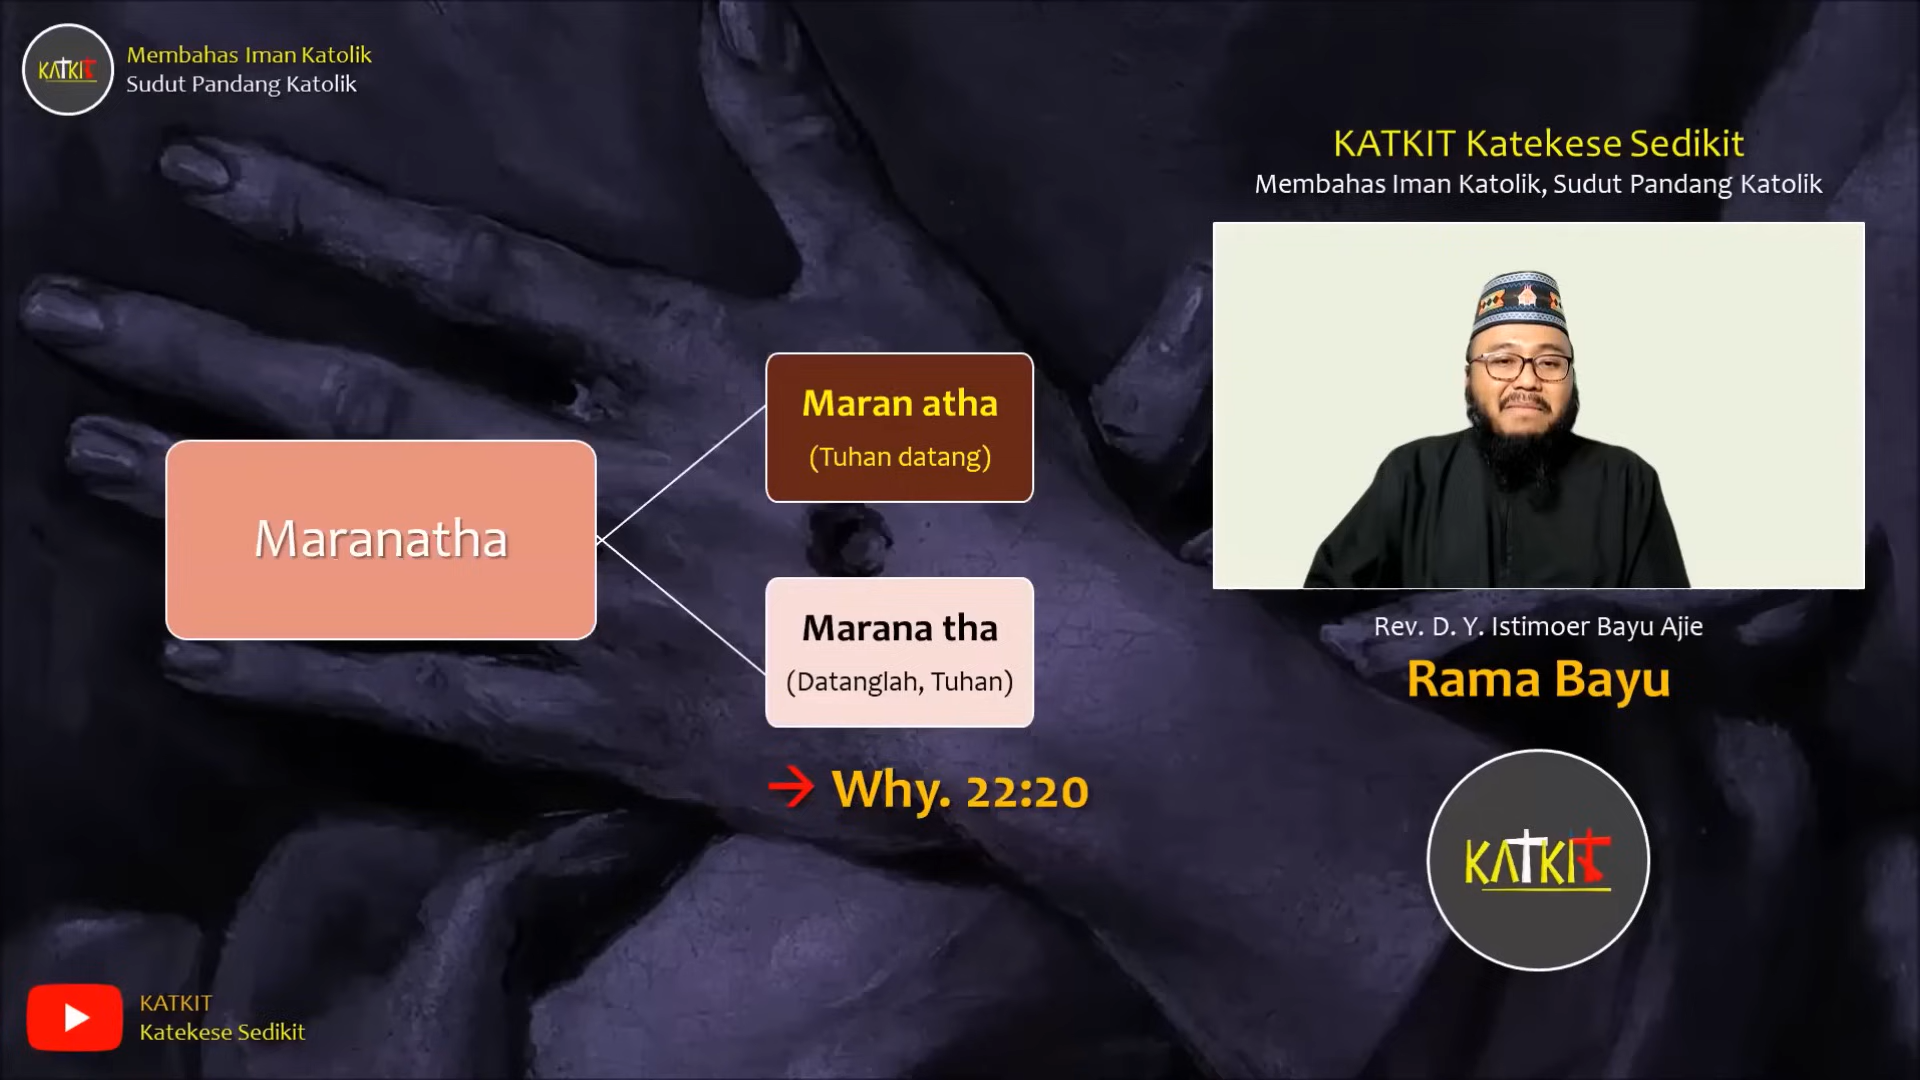 KATKIT
Membahas Iman Katolik
Sudut Pandang Katolik
KATKIT Katekese Sedikit
Membahas Iman Katolik, Sudut Pandang Katolik
Maranatha
Maran atha
(Tuhan datang)
Marana tha
(Datanglah, Tuhan)
→ Why. 22:20
Rev. D. Y. Istimoer Bayu Ajie
Rama Bayu
KATKIT
KATKIT
Katekese Sedikit